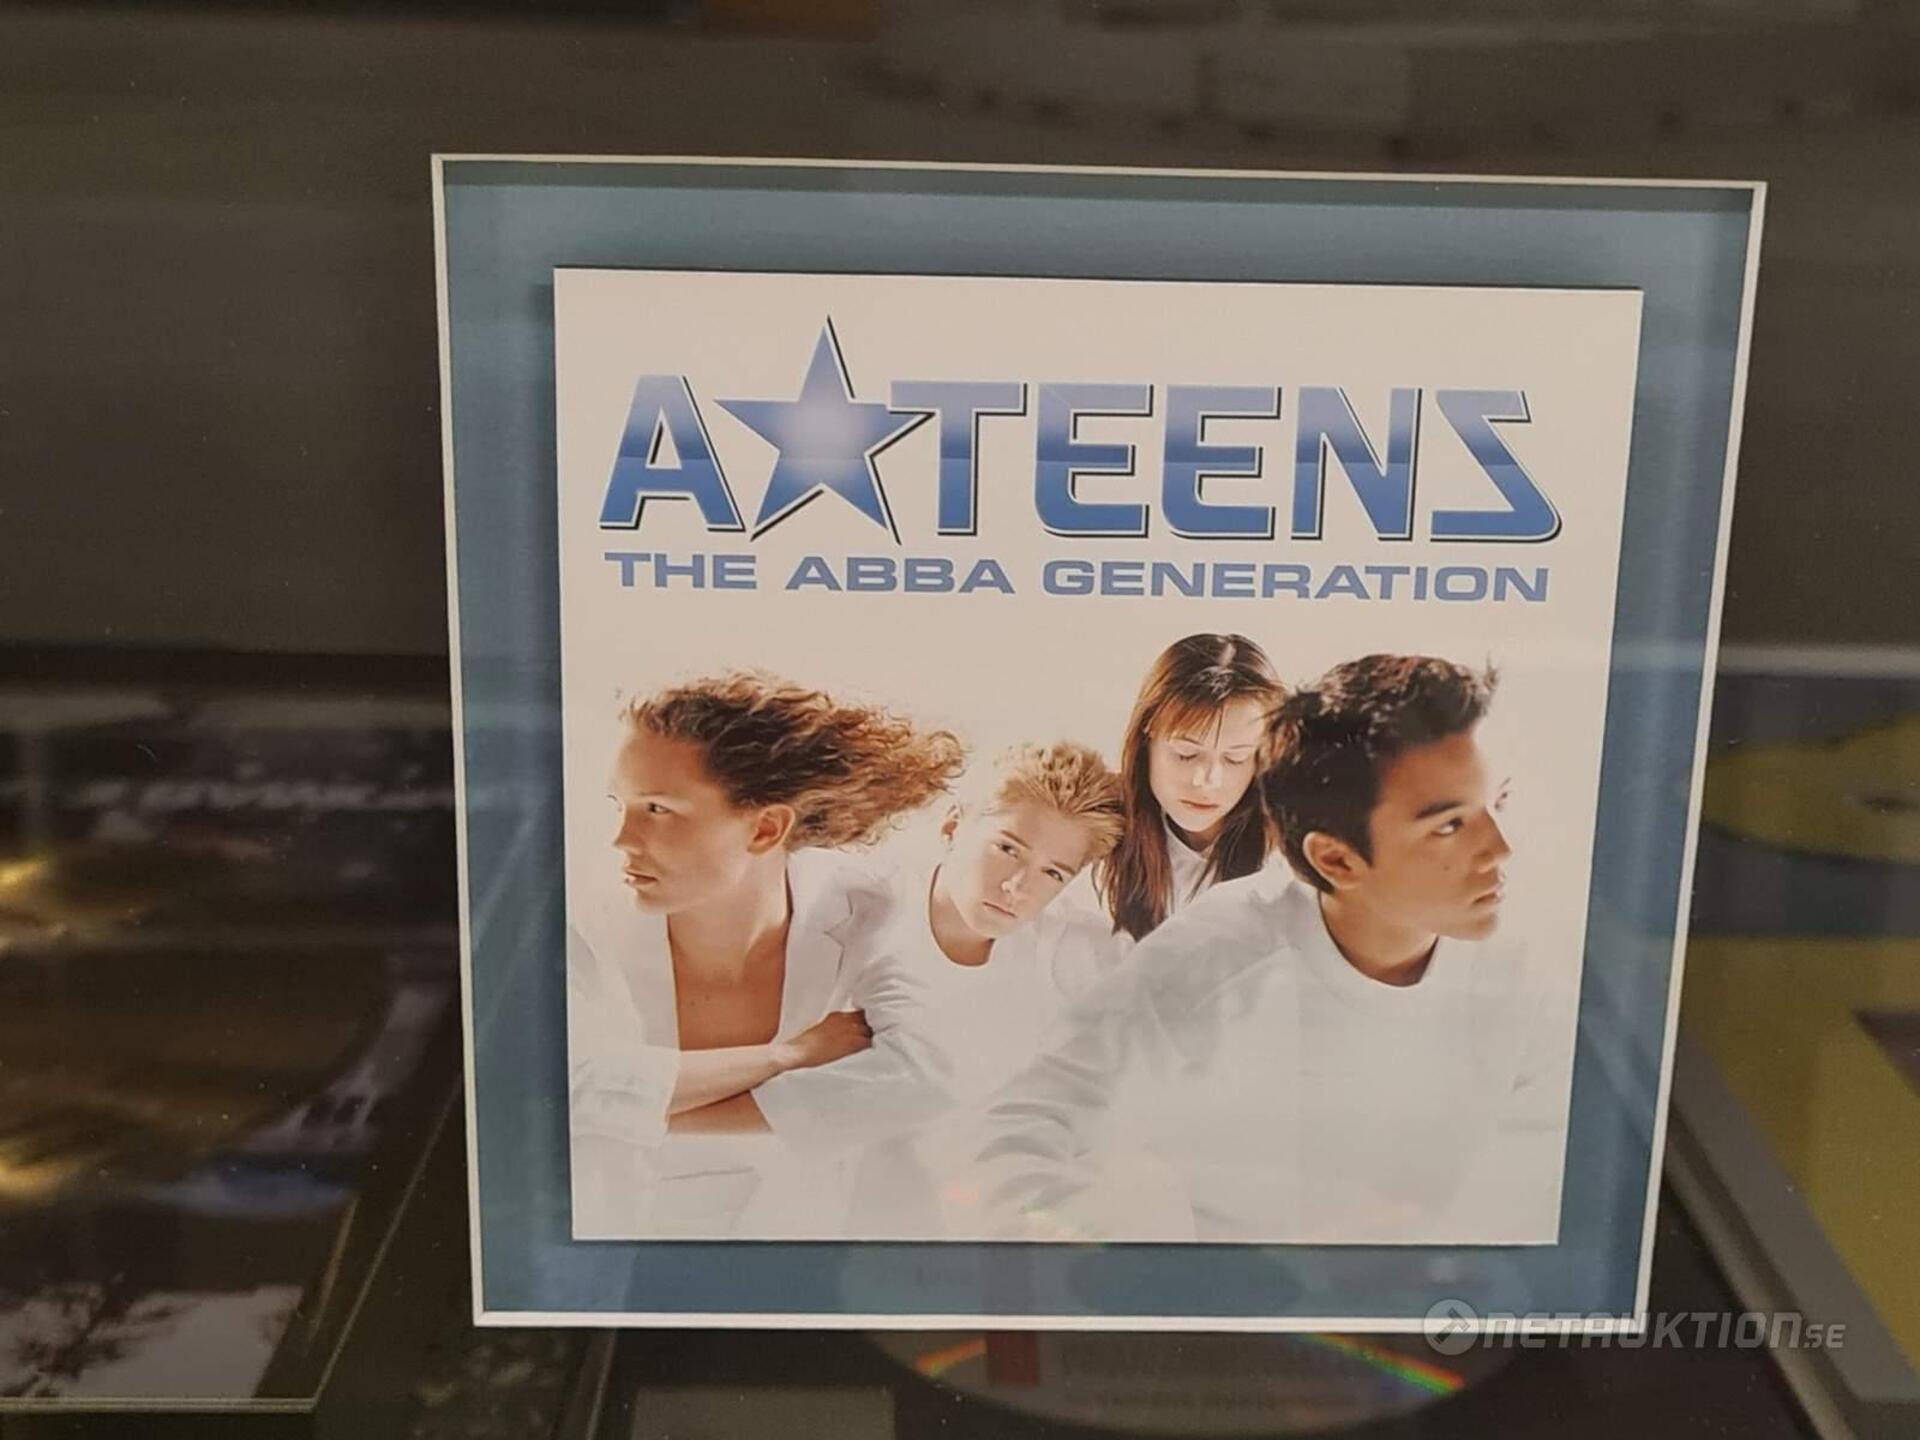 A★TEENS
THE ABBA GENERATION
NETAUKTION.SE